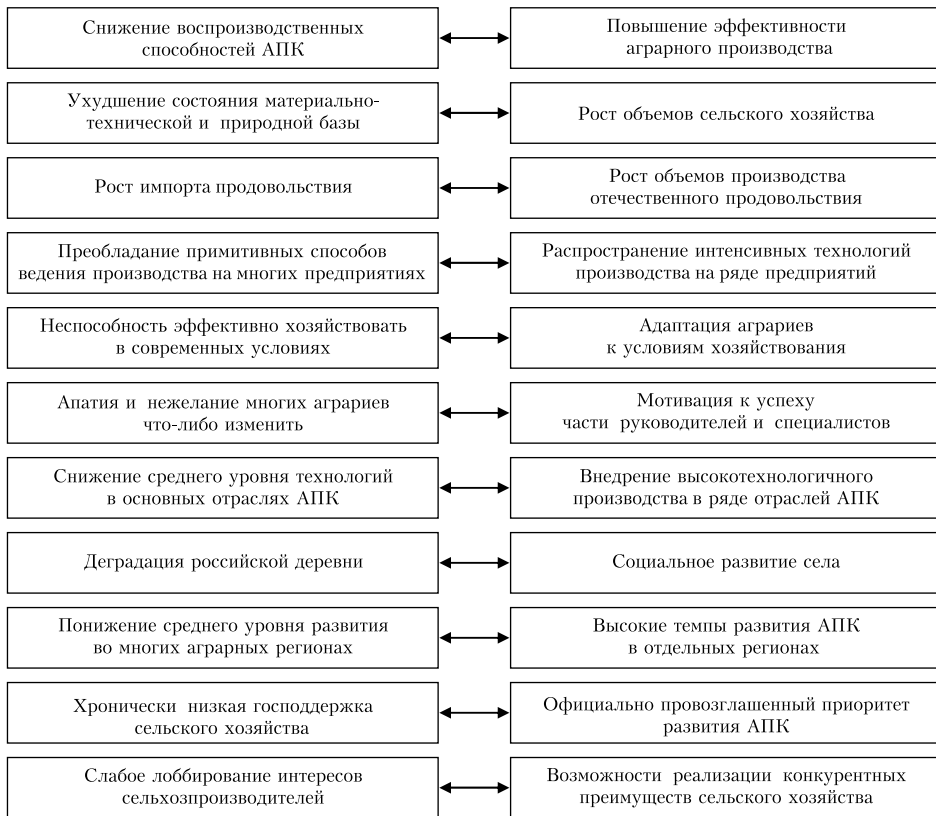 Снижение воспроизводственных
способностей АПК
Повышение эффективности
аграрного производства
Ухудшение состояния материально-
технической и природной базы
Рост объемов сельского хозяйства
Рост импорта продовольствия
Рост объемов производства
отечественного продовольствия
Преобладание примитивных способов
ведения производства на многих предприятиях
Распространение интенсивных технологий
производства на ряде предприятий
Неспособность эффективно хозяйствовать
в современных условиях
Адаптация аграриев
к условиям хозяйствования
Апатия и нежелание многих аграриев
что-либо изменить
Мотивация к успеху
части руководителей и специалистов
Снижение среднего уровня технологий
в основных отраслях АПК
Внедрение высокотехнологичного
производства в ряде отраслей АПК
Деградация российской деревни
Социальное развитие села
Понижение среднего уровня развития
во многих аграрных регионах
Высокие темпы развития АПК
в отдельных регионах
Хронически низкая господдержка
сельского хозяйства
Официально провозглашенный приоритет
развития АПК
Слабое лоббирование интересов
сельхозпроизводителей
Возможности реализации конкурентных
преимуществ сельского хозяйства